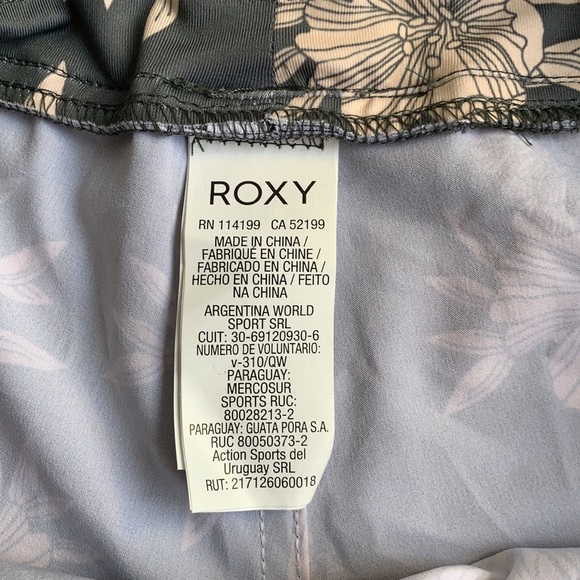 ROXY
RN 114199 CA 52199
MADE IN CHINA /
FABRIQUÉ EN CHINE /
FABRICADO EN CHINA /
HECHO EN CHINA / FEITO
NA CHINA
ARGENTINA WORLD
SPORT SRL
CUIT: 30-69120930-6
NUMERO DE VOLUNTARIO:
v-310/QW
PARAGUAY:
MERCOSUR
SPORTS RUC:
80028213-2
PARAGUAY: GUATA PORA S.A.
RUC 80050373-2
Action Sports del
Uruguay SRL
RUT: 217126060018